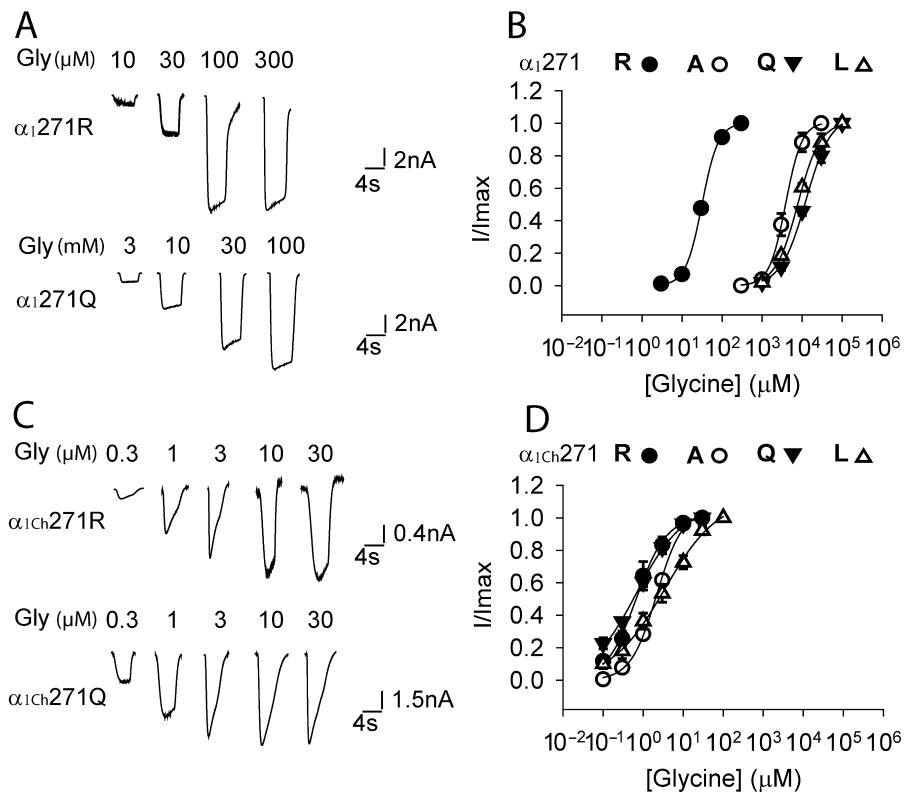 A
Gly (µM) 10 30 100 300
α₁271R
2nA
4s
Gly (mM) 3 10 30 100
α₁271Q
2nA
4s
B
α₁271 R A Q L
1.2
1.0
0.8
0.6
0.4
0.2
0.0
I/Imax
10⁻² 10⁻¹ 10⁰ 10¹ 10² 10³ 10⁴ 10⁵ 10⁶
[Glycine] (µM)
C
Gly (µM) 0.3 1 3 10 30
α₁Ch271R
0.4nA
4s
Gly (µM) 0.3 1 3 10 30
α₁Ch271Q
1.5nA
4s
D
α₁Ch271 R A Q L
1.2
1.0
0.8
0.6
0.4
0.2
0.0
I/Imax
10⁻² 10⁻¹ 10⁰ 10¹ 10² 10³ 10⁴ 10⁵ 10⁶
[Glycine] (µM)